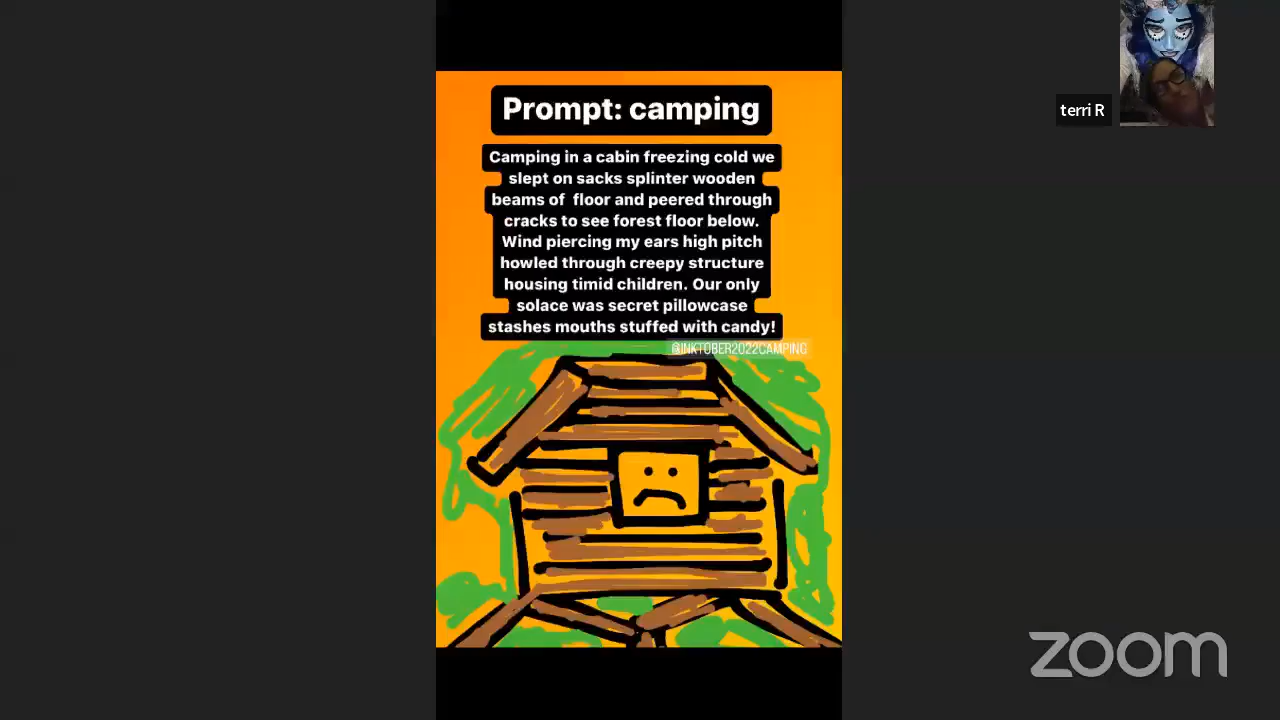 Prompt: camping
Camping in a cabin freezing cold we
slept on sacks splinter wooden
beams of floor and peered through
cracks to see forest floor below.
Wind piercing my ears high pitch
howled through creepy structure
housing timid children. Our only
solace was secret pillowcase
stashes mouths stuffed with candy!
@INKTOBER2022CAMPING
terri R
zoom